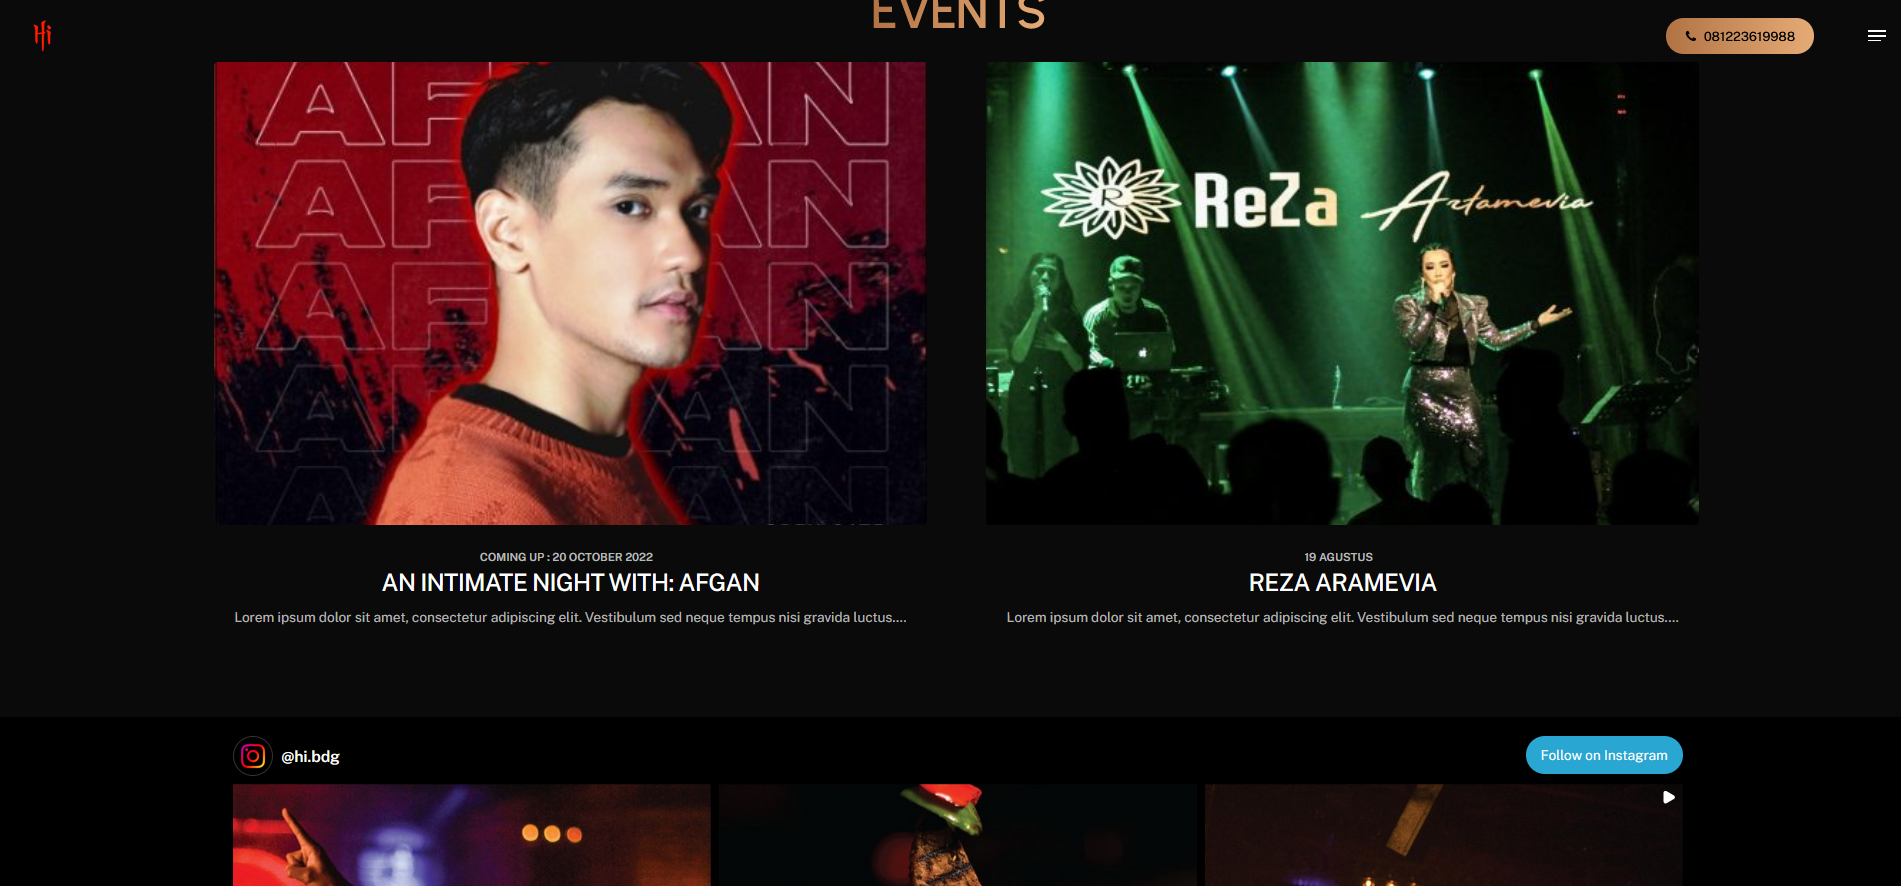 EVENTS
Hi
081223619988
AFGAN
AFGAN
AFGAN
AFGAN
AFGAN
R ReZa Artamevia
COMING UP : 20 OCTOBER 2022
AN INTIMATE NIGHT WITH: AFGAN
Lorem ipsum dolor sit amet, consectetur adipiscing elit. Vestibulum sed neque tempus nisi gravida luctus....
19 AGUSTUS
REZA ARAMEVIA
Lorem ipsum dolor sit amet, consectetur adipiscing elit. Vestibulum sed neque tempus nisi gravida luctus....
@hi.bdg
Follow on Instagram